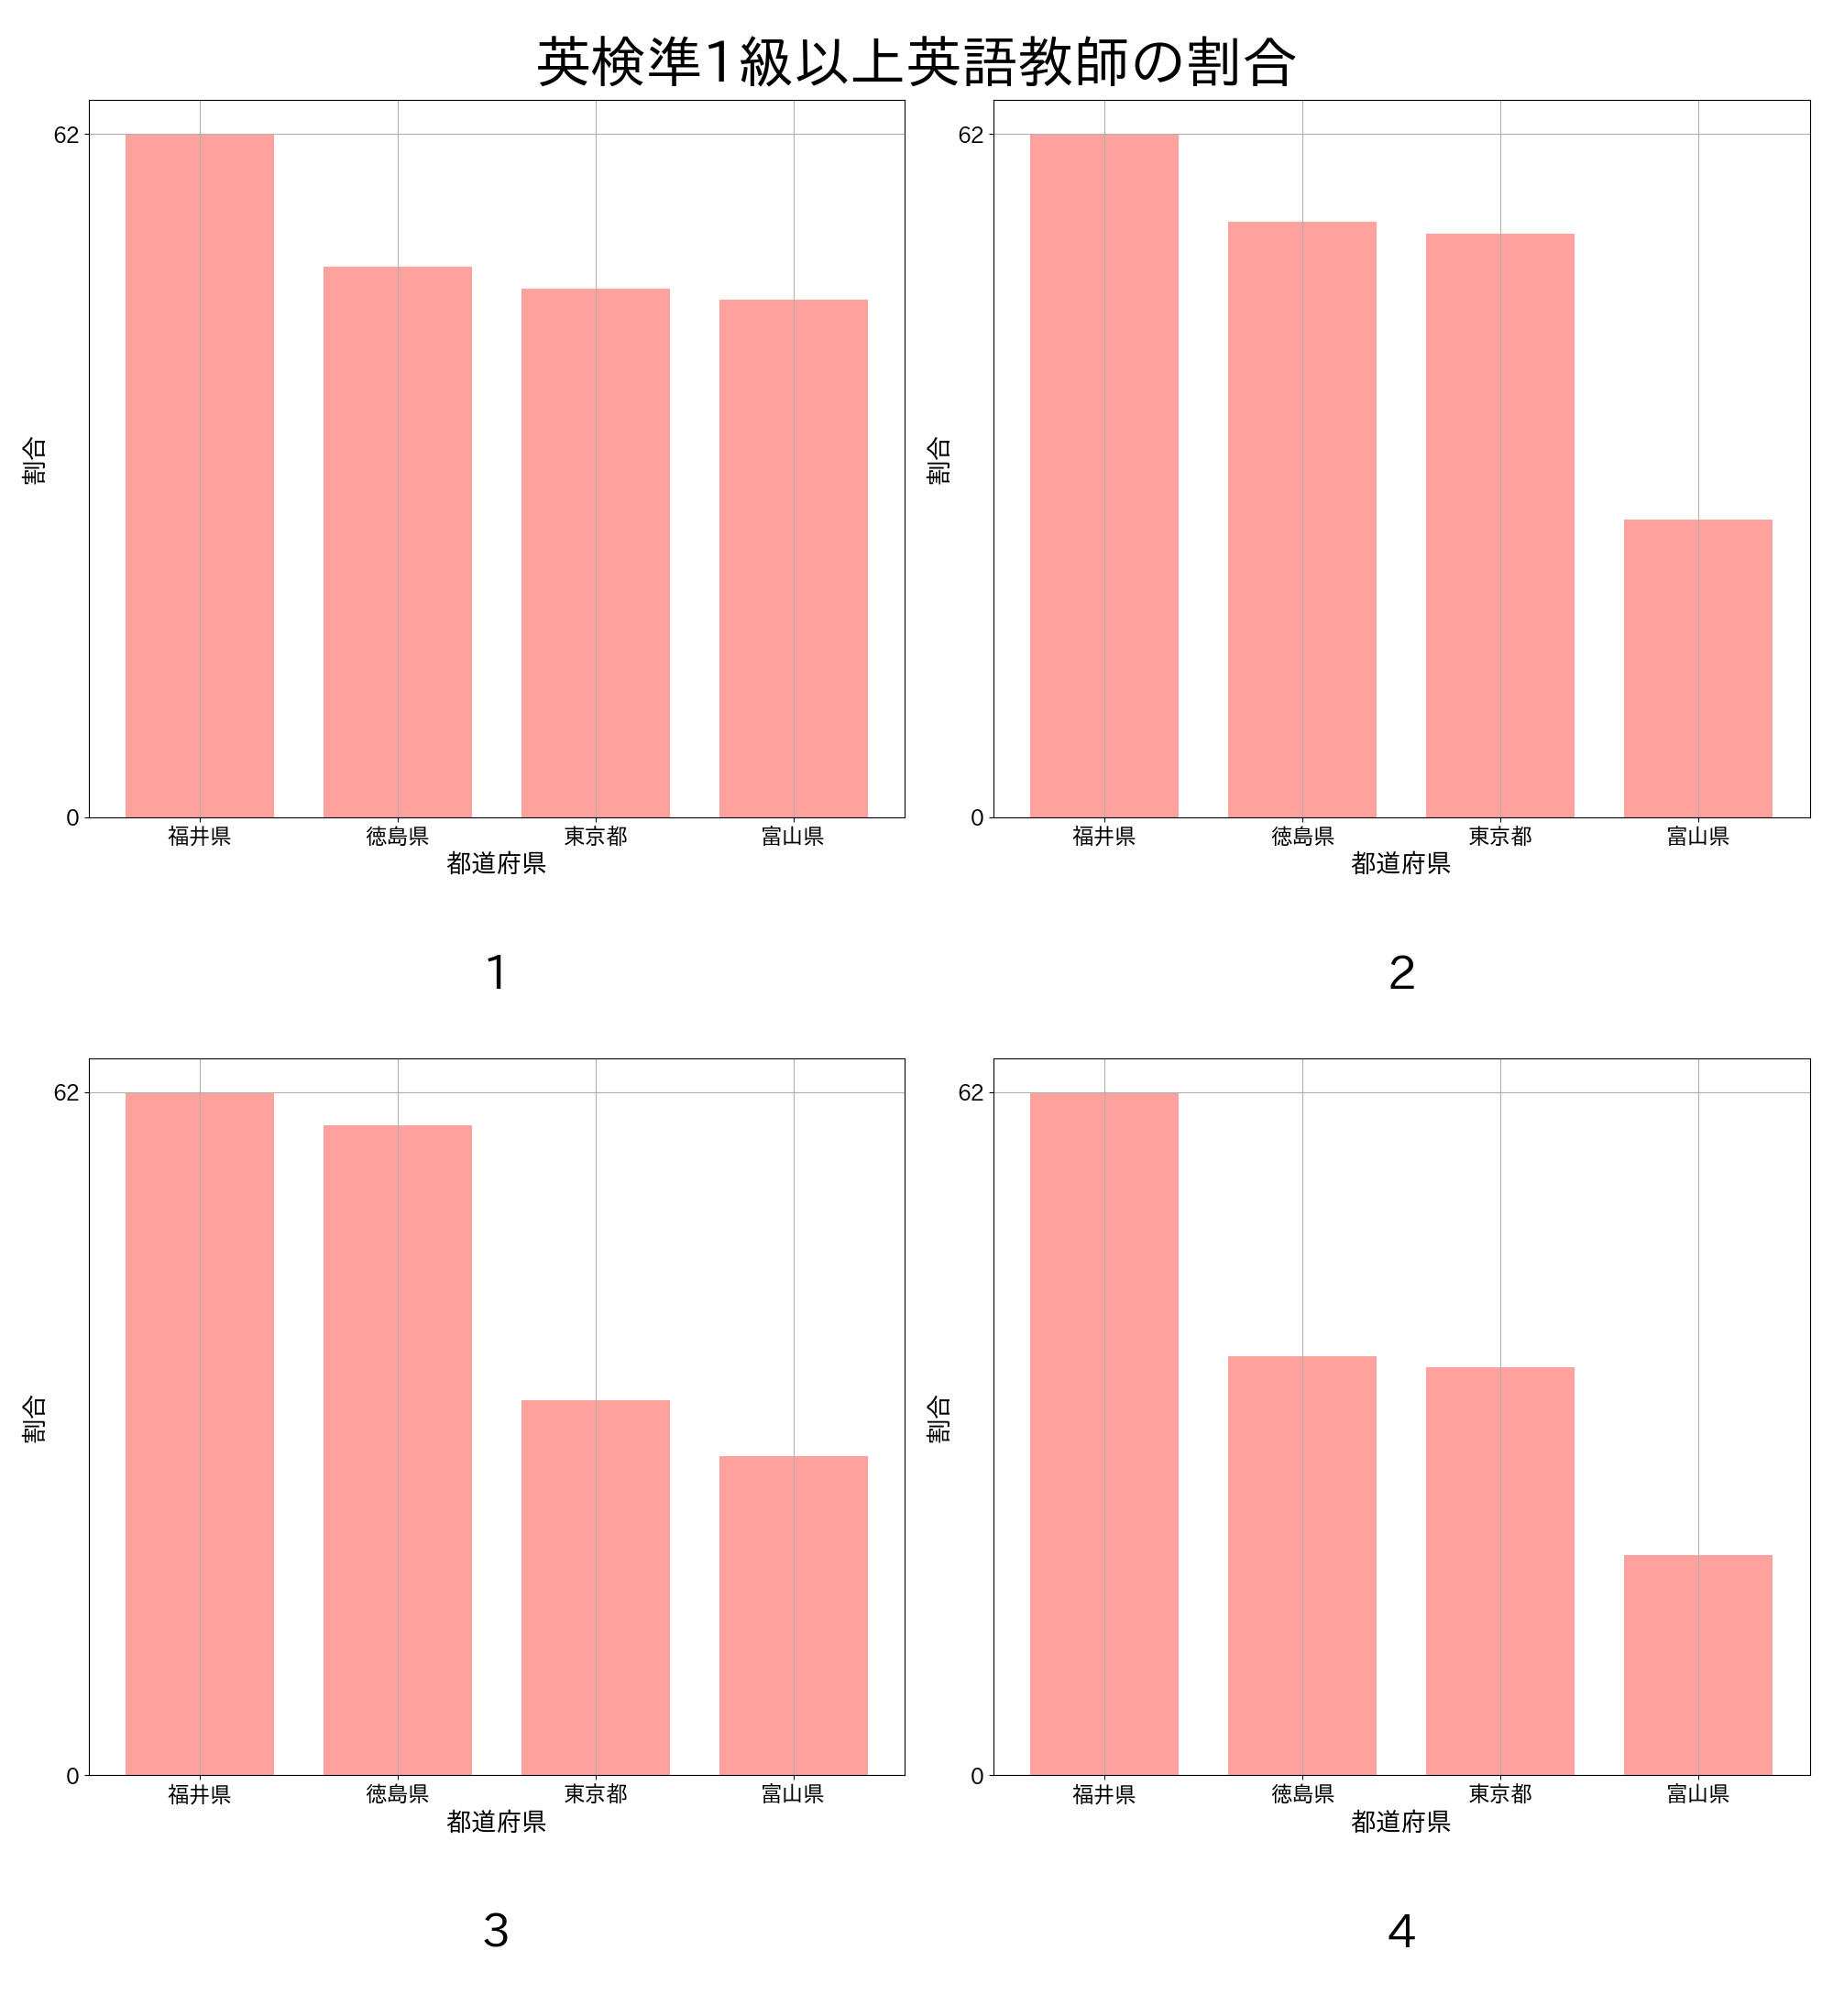 英検準1級以上英語教師の割合
62
0
割合
福井県 徳島県 東京都 富山県
都道府県
1
62
0
割合
福井県 徳島県 東京都 富山県
都道府県
2
62
0
割合
福井県 徳島県 東京都 富山県
都道府県
3
62
0
割合
福井県 徳島県 東京都 富山県
都道府県
4